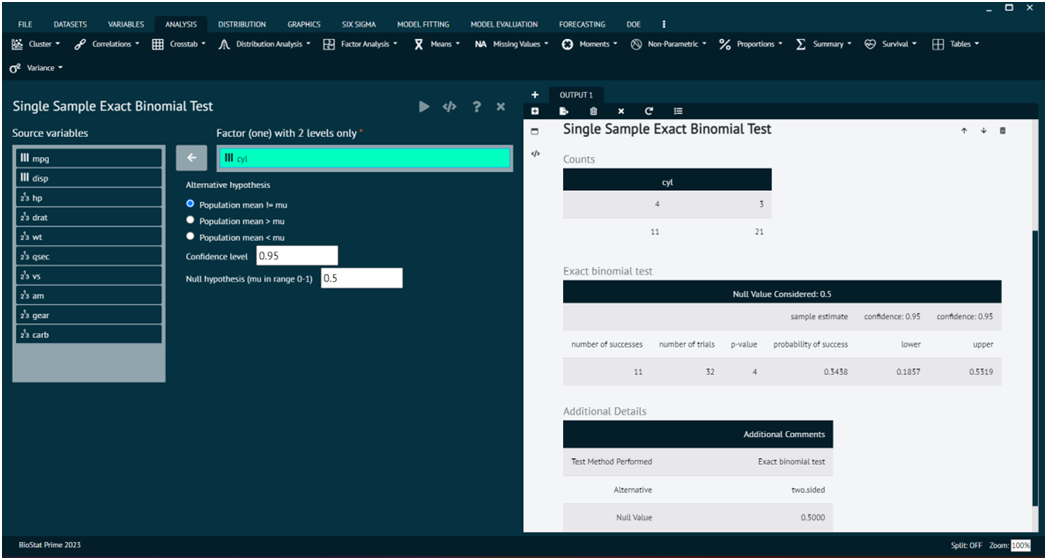 FILE DATASETS VARIABLES ANALYSIS DISTRIBUTION GRAPHICS SIX SIGMA MODEL FITTING MODEL EVALUATION FORECASTING DOE
Cluster Correlations Crosstab Distribution Analysis Factor Analysis Means NA Missing Values Moments Non-Parametric Proportions Summary Survival Tables
σ² Variance
Single Sample Exact Binomial Test
Source variables
mpg
disp
hp
drat
wt
qsec
vs
am
gear
carb
Factor (one) with 2 levels only *
cyl
Alternative hypothesis
Population mean != mu
Population mean > mu
Population mean < mu
Confidence level 0.95
Null hypothesis (mu in range 0-1) 0.5
OUTPUT 1
Single Sample Exact Binomial Test
Counts
cyl
4 3
11 21
Exact binomial test
Null Value Considered: 0.5
sample estimate confidence: 0.95 confidence: 0.95
number of successes number of trials p-value probability of success lower upper
11 32 4 0.3438 0.1857 0.5319
Additional Details
Additional Comments
Test Method Performed Exact binomial test
Alternative two.sided
Null Value 0.5000
BioStat Prime 2023
Split: OFF Zoom: 100%